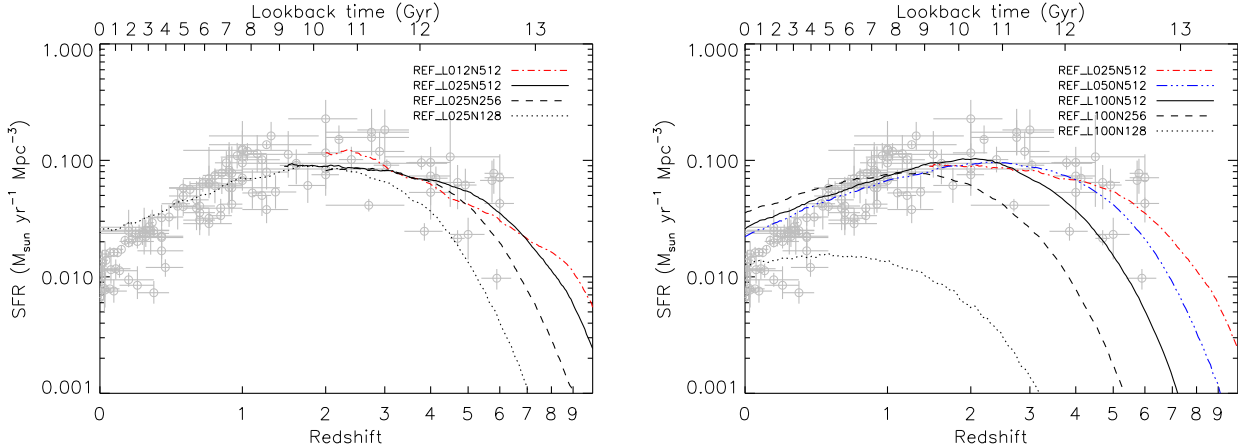 Lookback time (Gyr)
0 1 2 3 4 5 6 7 8 9 10 11 12 13
1.000
0.100
0.010
0.001
SFR (M_sun yr^-1 Mpc^-3)
REF_L012N512
REF_L025N512
REF_L025N256
REF_L025N128
0 1 2 3 4 5 6 7 8 9
Redshift
Lookback time (Gyr)
0 1 2 3 4 5 6 7 8 9 10 11 12 13
1.000
0.100
0.010
0.001
SFR (M_sun yr^-1 Mpc^-3)
REF_L025N512
REF_L050N512
REF_L100N512
REF_L100N256
REF_L100N128
0 1 2 3 4 5 6 7 8 9
Redshift